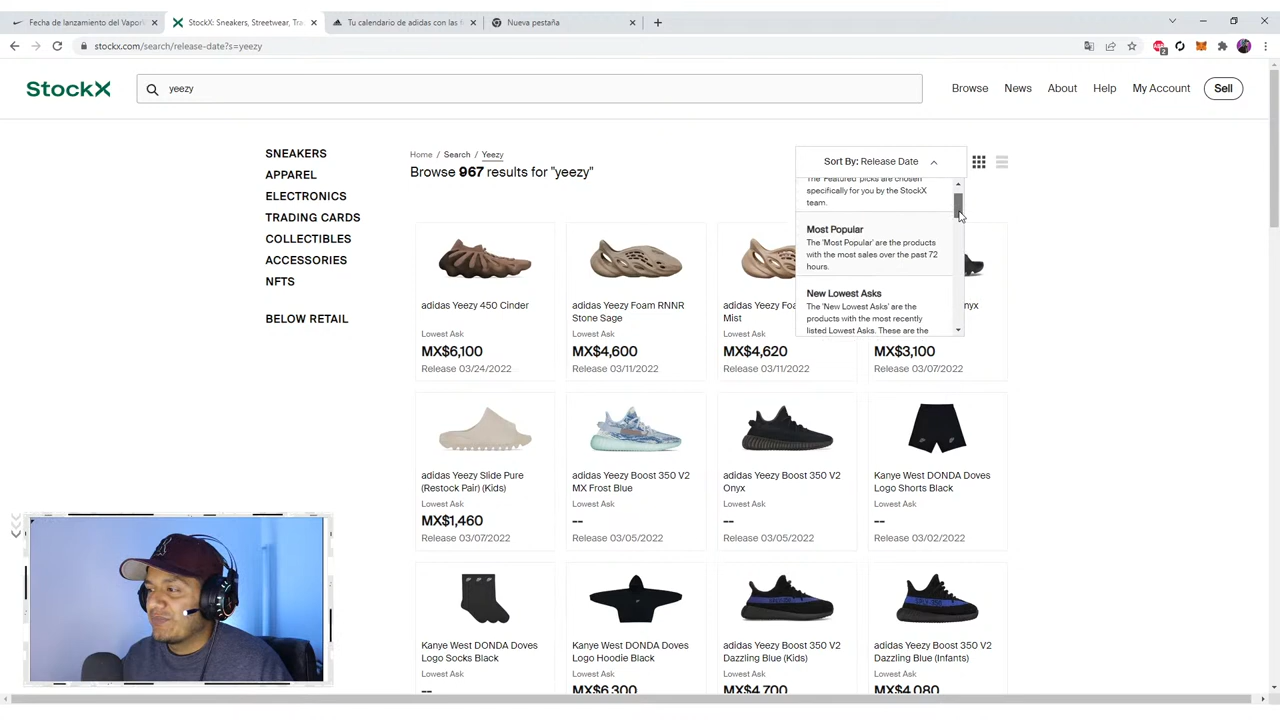 Fecha de lanzamiento del Vapori
StockX: Sneakers, Streetwear, Tra
Tu calendario de adidas con las f
Nueva pestaña
stockx.com/search/release-date?s=yeezy
StockX
yeezy
Browse
News
About
Help
My Account
Sell
SNEAKERS
APPAREL
ELECTRONICS
TRADING CARDS
COLLECTIBLES
ACCESSORIES
NFTS
BELOW RETAIL
Home / Search / Yeezy
Browse 967 results for "yeezy"
Sort By: Release Date
The 'Featured' picks are chosen
specifically for you by the StockX
team.
Most Popular
The 'Most Popular' are the products
with the most sales over the past 72
hours.
New Lowest Asks
The 'New Lowest Asks' are the
products with the most recently
listed Lowest Asks. These are the
adidas Yeezy 450 Cinder
Lowest Ask
MX$6,100
Release 03/24/2022
adidas Yeezy Foam RNNR
Stone Sage
Lowest Ask
MX$4,600
Release 03/11/2022
adidas Yeezy Foa
Mist
Lowest Ask
MX$4,620
Release 03/11/2022
nyx
MX$3,100
Release 03/07/2022
adidas Yeezy Slide Pure
(Restock Pair) (Kids)
Lowest Ask
MX$1,460
Release 03/07/2022
adidas Yeezy Boost 350 V2
MX Frost Blue
Lowest Ask
--
Release 03/05/2022
adidas Yeezy Boost 350 V2
Onyx
Lowest Ask
--
Release 03/05/2022
Kanye West DONDA Doves
Logo Shorts Black
Lowest Ask
--
Release 03/02/2022
Kanye West DONDA Doves
Logo Socks Black
Lowest Ask
--
Kanye West DONDA Doves
Logo Hoodie Black
Lowest Ask
MX$6,300
adidas Yeezy Boost 350 V2
Dazzling Blue (Kids)
Lowest Ask
MX$4,700
adidas Yeezy Boost 350 V2
Dazzling Blue (Infants)
Lowest Ask
MX$4,080